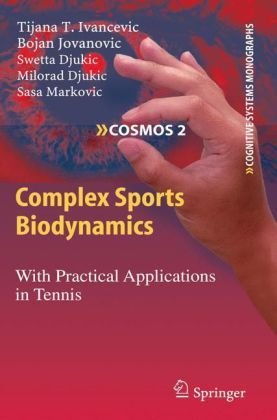 Tijana T. Ivancevic
Bojan Jovanovic
Swetta Djukic
Milorad Djukic
Sasa Markovic
»COSMOS 2
»COGNITIVE SYSTEMS MONOGRAPHS
Complex Sports
Biodynamics
With Practical Applications
in Tennis
Springer